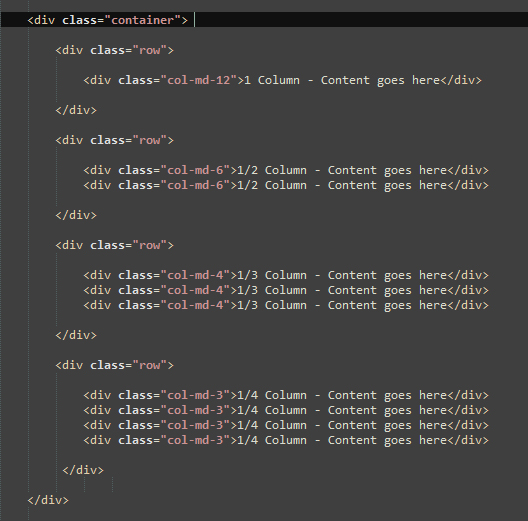 <div class="container">
<div class="row">
<div class="col-md-12">1 Column - Content goes here</div>
</div>
<div class="row">
<div class="col-md-6">1/2 Column - Content goes here</div>
<div class="col-md-6">1/2 Column - Content goes here</div>
</div>
<div class="row">
<div class="col-md-4">1/3 Column - Content goes here</div>
<div class="col-md-4">1/3 Column - Content goes here</div>
<div class="col-md-4">1/3 Column - Content goes here</div>
</div>
<div class="row">
<div class="col-md-3">1/4 Column - Content goes here</div>
<div class="col-md-3">1/4 Column - Content goes here</div>
<div class="col-md-3">1/4 Column - Content goes here</div>
<div class="col-md-3">1/4 Column - Content goes here</div>
</div>
</div>